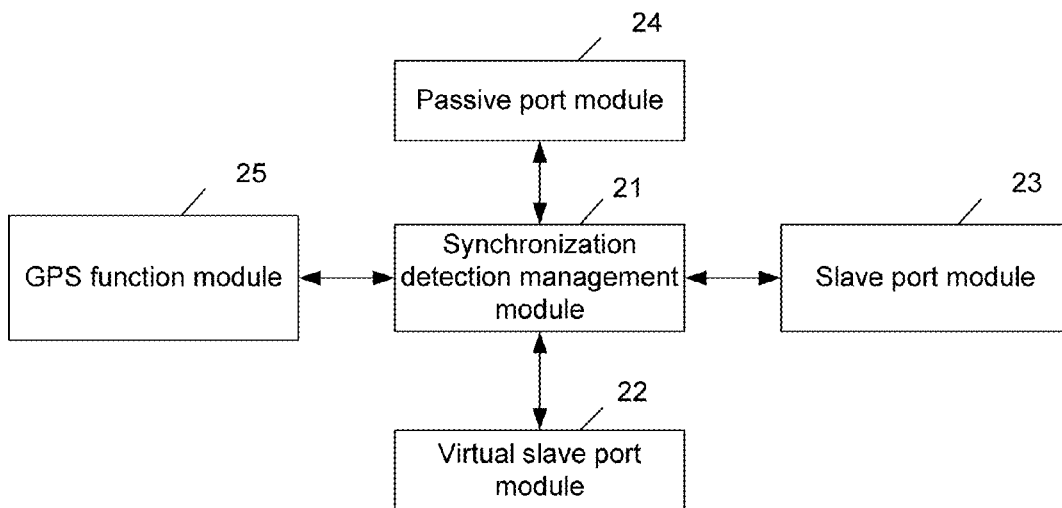 24
Passive port module
25
21
23
GPS function module
Synchronization
detection management
module
Slave port module
22
Virtual slave port
module